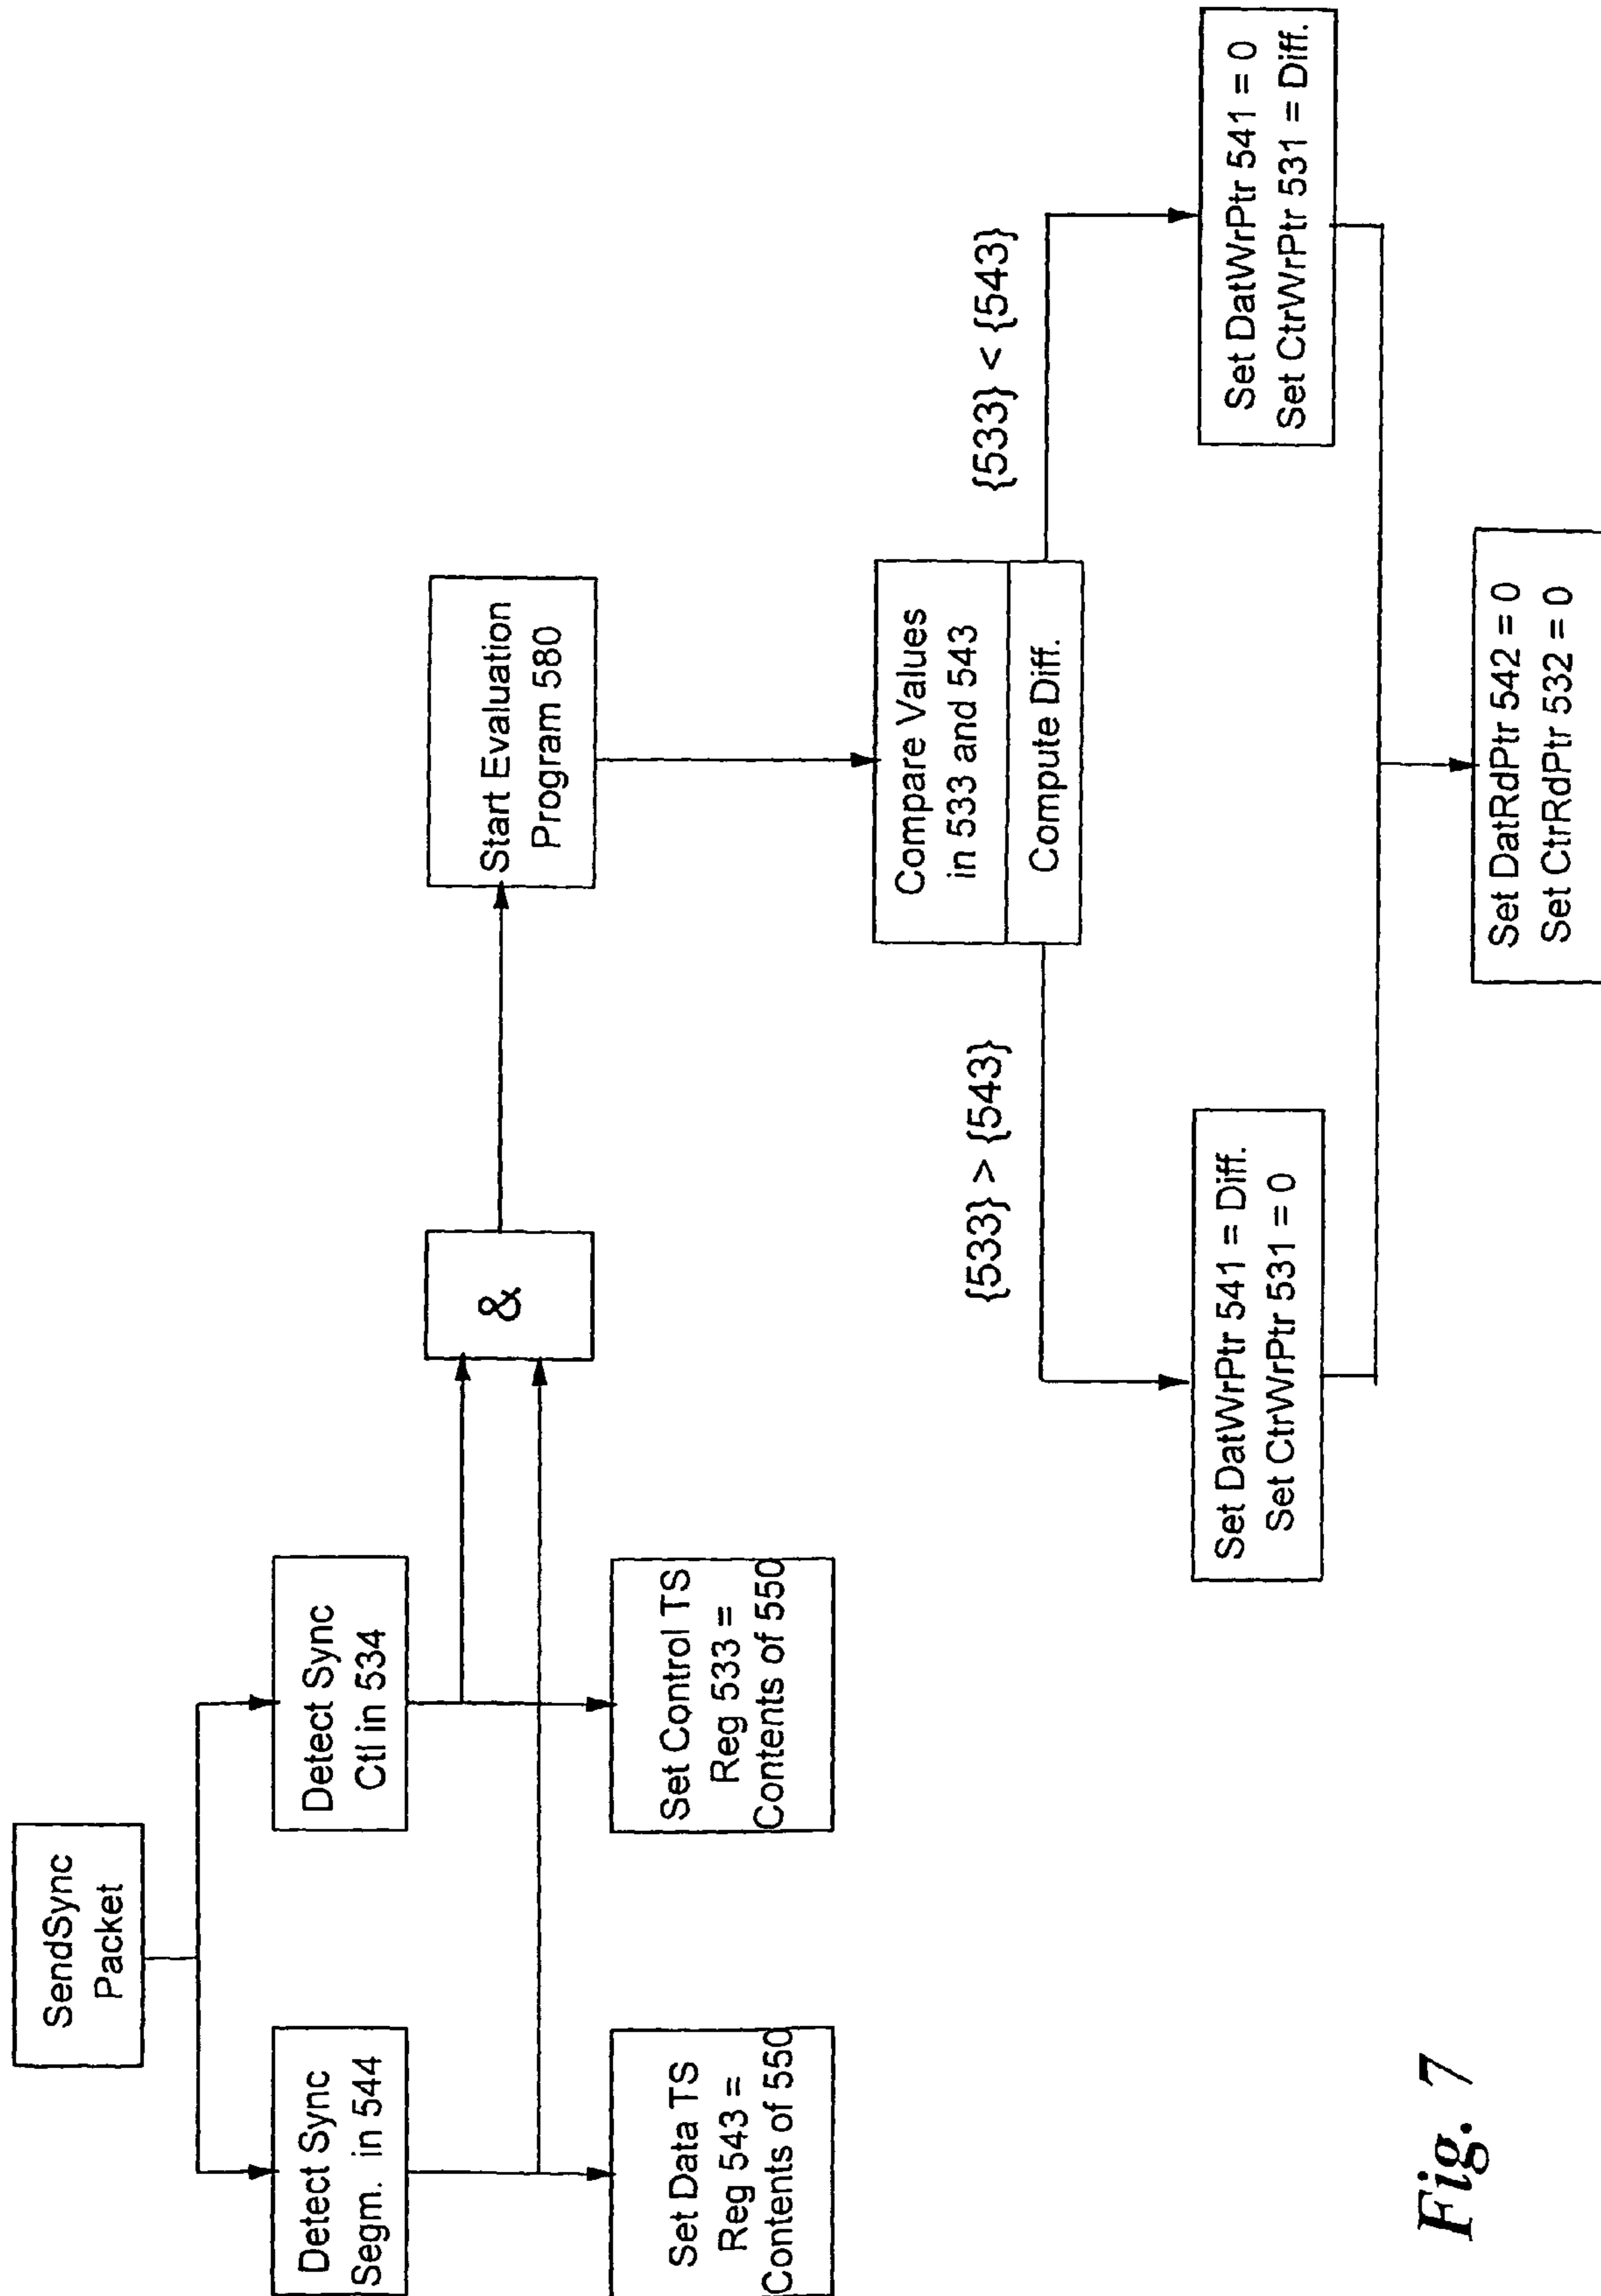 SendSync
Packet
Detect Sync
Segm. in 544
Detect Sync
Ctl in 534
Set Data TS
Reg 543 =
Contents of 550
Set Control TS
Reg 533 =
Contents of 550
&
Start Evaluation
Program 580
Compare Values
in 533 and 543
Compute Diff.
{533} > {543}
{533} < {543}
Set DatWrPtr 541 = Diff.
Set CtrWrPtr 531 = 0
Set DatWrPtr 541 = 0
Set CtrWrPtr 531 = Diff.
Set DatRdPtr 542 = 0
Set CtrRdPtr 532 = 0
Fig. 7